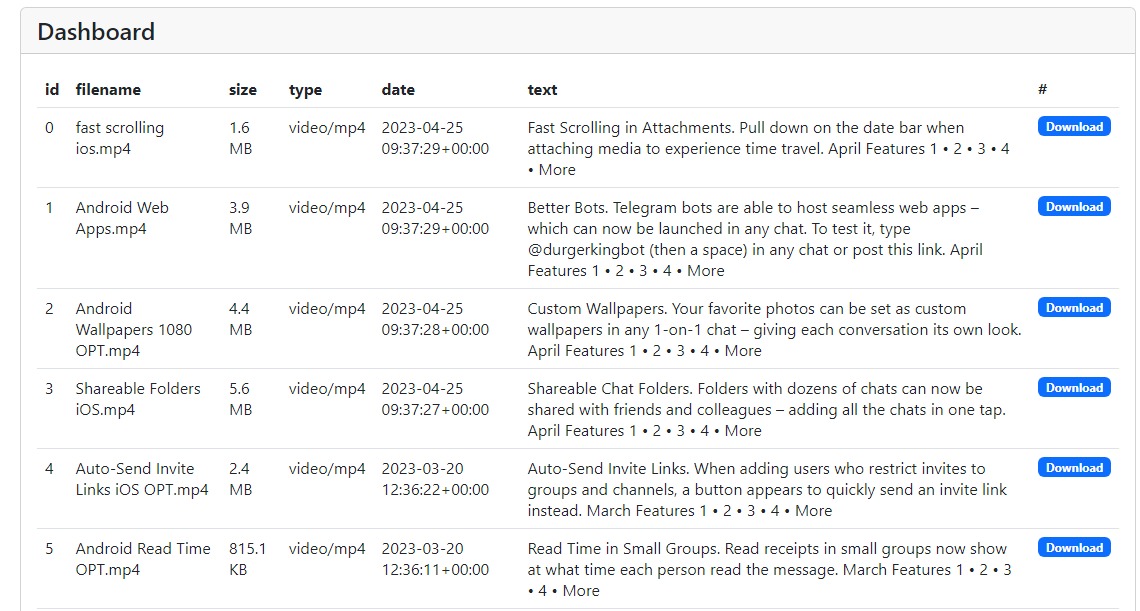 Dashboard
id filename size type date text #
0 fast scrolling ios.mp4 1.6 MB video/mp4 2023-04-25 09:37:29+00:00 Fast Scrolling in Attachments. Pull down on the date bar when attaching media to experience time travel. April Features 1 • 2 • 3 • 4 • More Download
1 Android Web Apps.mp4 3.9 MB video/mp4 2023-04-25 09:37:29+00:00 Better Bots. Telegram bots are able to host seamless web apps – which can now be launched in any chat. To test it, type @durgerkingbot (then a space) in any chat or post this link. April Features 1 • 2 • 3 • 4 • More Download
2 Android Wallpapers 1080 OPT.mp4 4.4 MB video/mp4 2023-04-25 09:37:28+00:00 Custom Wallpapers. Your favorite photos can be set as custom wallpapers in any 1-on-1 chat – giving each conversation its own look. April Features 1 • 2 • 3 • 4 • More Download
3 Shareable Folders iOS.mp4 5.6 MB video/mp4 2023-04-25 09:37:27+00:00 Shareable Chat Folders. Folders with dozens of chats can now be shared with friends and colleagues – adding all the chats in one tap. April Features 1 • 2 • 3 • 4 • More Download
4 Auto-Send Invite Links iOS OPT.mp4 2.4 MB video/mp4 2023-03-20 12:36:22+00:00 Auto-Send Invite Links. When adding users who restrict invites to groups and channels, a button appears to quickly send an invite link instead. March Features 1 • 2 • 3 • 4 • More Download
5 Android Read Time OPT.mp4 815.1 KB video/mp4 2023-03-20 12:36:11+00:00 Read Time in Small Groups. Read receipts in small groups now show at what time each person read the message. March Features 1 • 2 • 3 • 4 • More Download